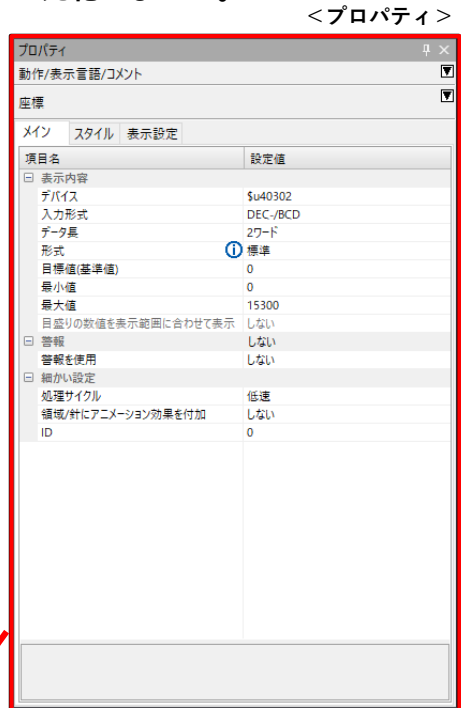 <プロパティ>
プロパティ
動作/表示言語/コメント
座標
メイン スタイル 表示設定
項目名 設定値
表示内容
デバイス $u40302
入力形式 DEC-/BCD
データ長 2ワード
形式 標準
目標値(基準値) 0
最小値 0
最大値 15300
目盛りの数値を表示範囲に合わせて表示 しない
警報 しない
警報を使用 しない
細かい設定
処理サイクル 低速
領域/針にアニメーション効果を付加 しない
ID 0